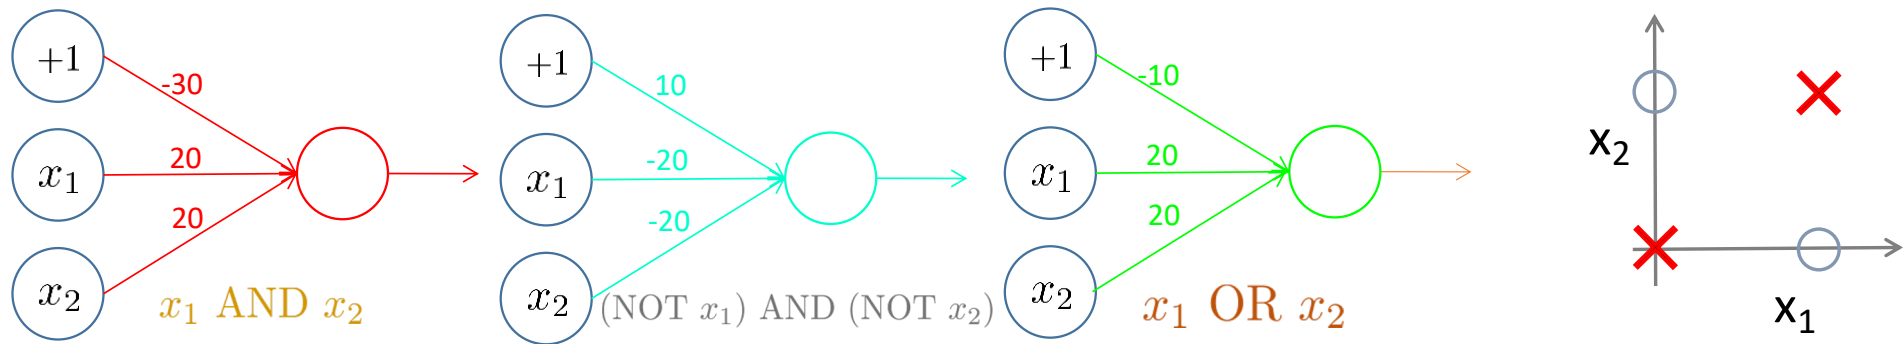 +1
-30
x₁
20
20
x₂
x₁ AND x₂
+1
10
x₁
-20
-20
x₂
(NOT x₁) AND (NOT x₂)
+1
-10
x₁
20
20
x₂
x₁ OR x₂
x₂
x₁